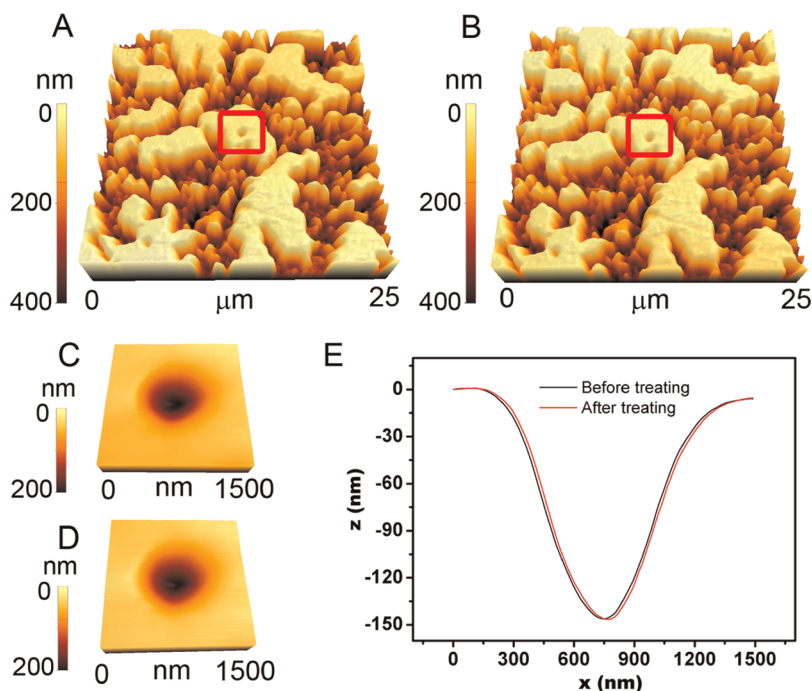 A
nm
0
200
400
0
μm
25
B
nm
0
200
400
0
μm
25
C
nm
0
200
0
nm
1500
D
nm
0
200
0
nm
1500
E
Before treating
After treating
z (nm)
0
-30
-60
-90
-120
-150
0 300 600 900 1200 1500
x (nm)